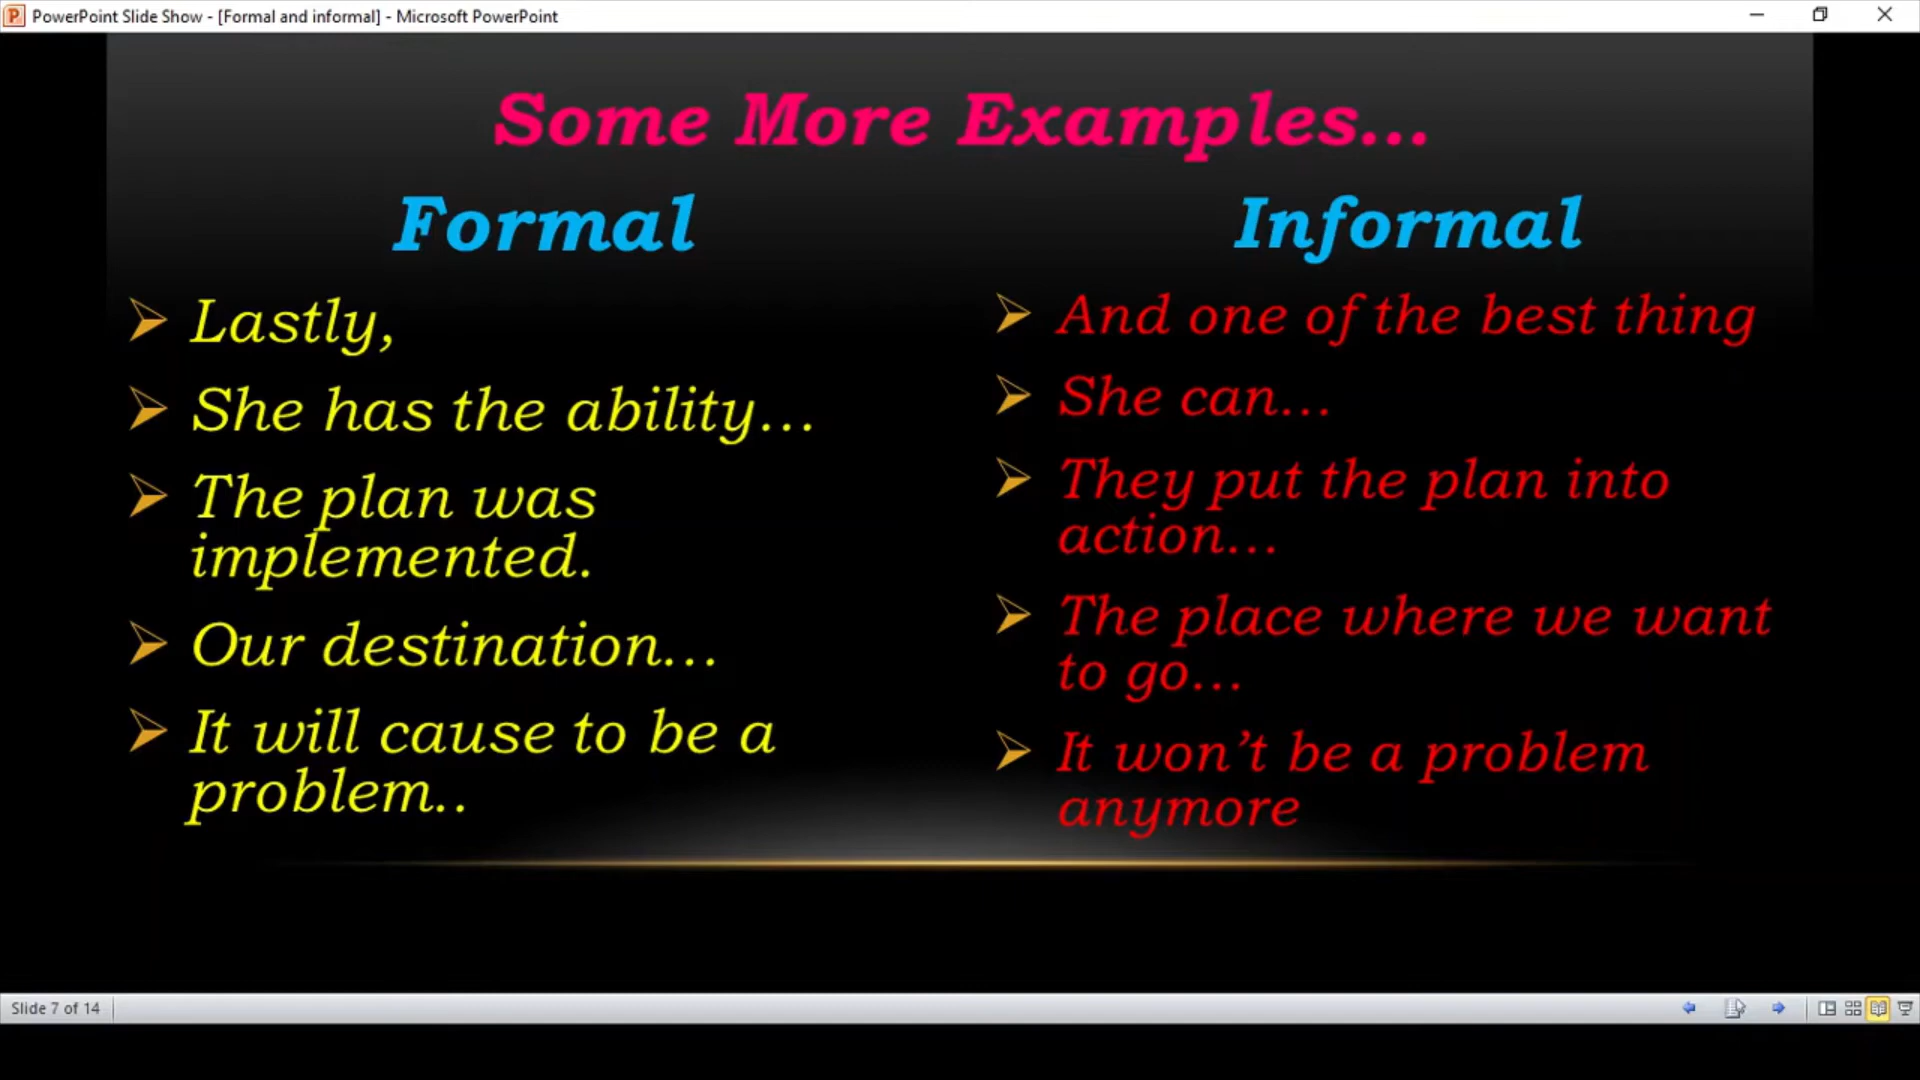 PowerPoint Slide Show - [Formal and informal] - Microsoft PowerPoint
Some More Examples...
Formal
Lastly,
She has the ability...
The plan was
implemented.
Our destination...
It will cause to be a
problem..
Informal
And one of the best thing
She can...
They put the plan into
action...
The place where we want
to go...
It won't be a problem
anymore
Slide 7 of 14